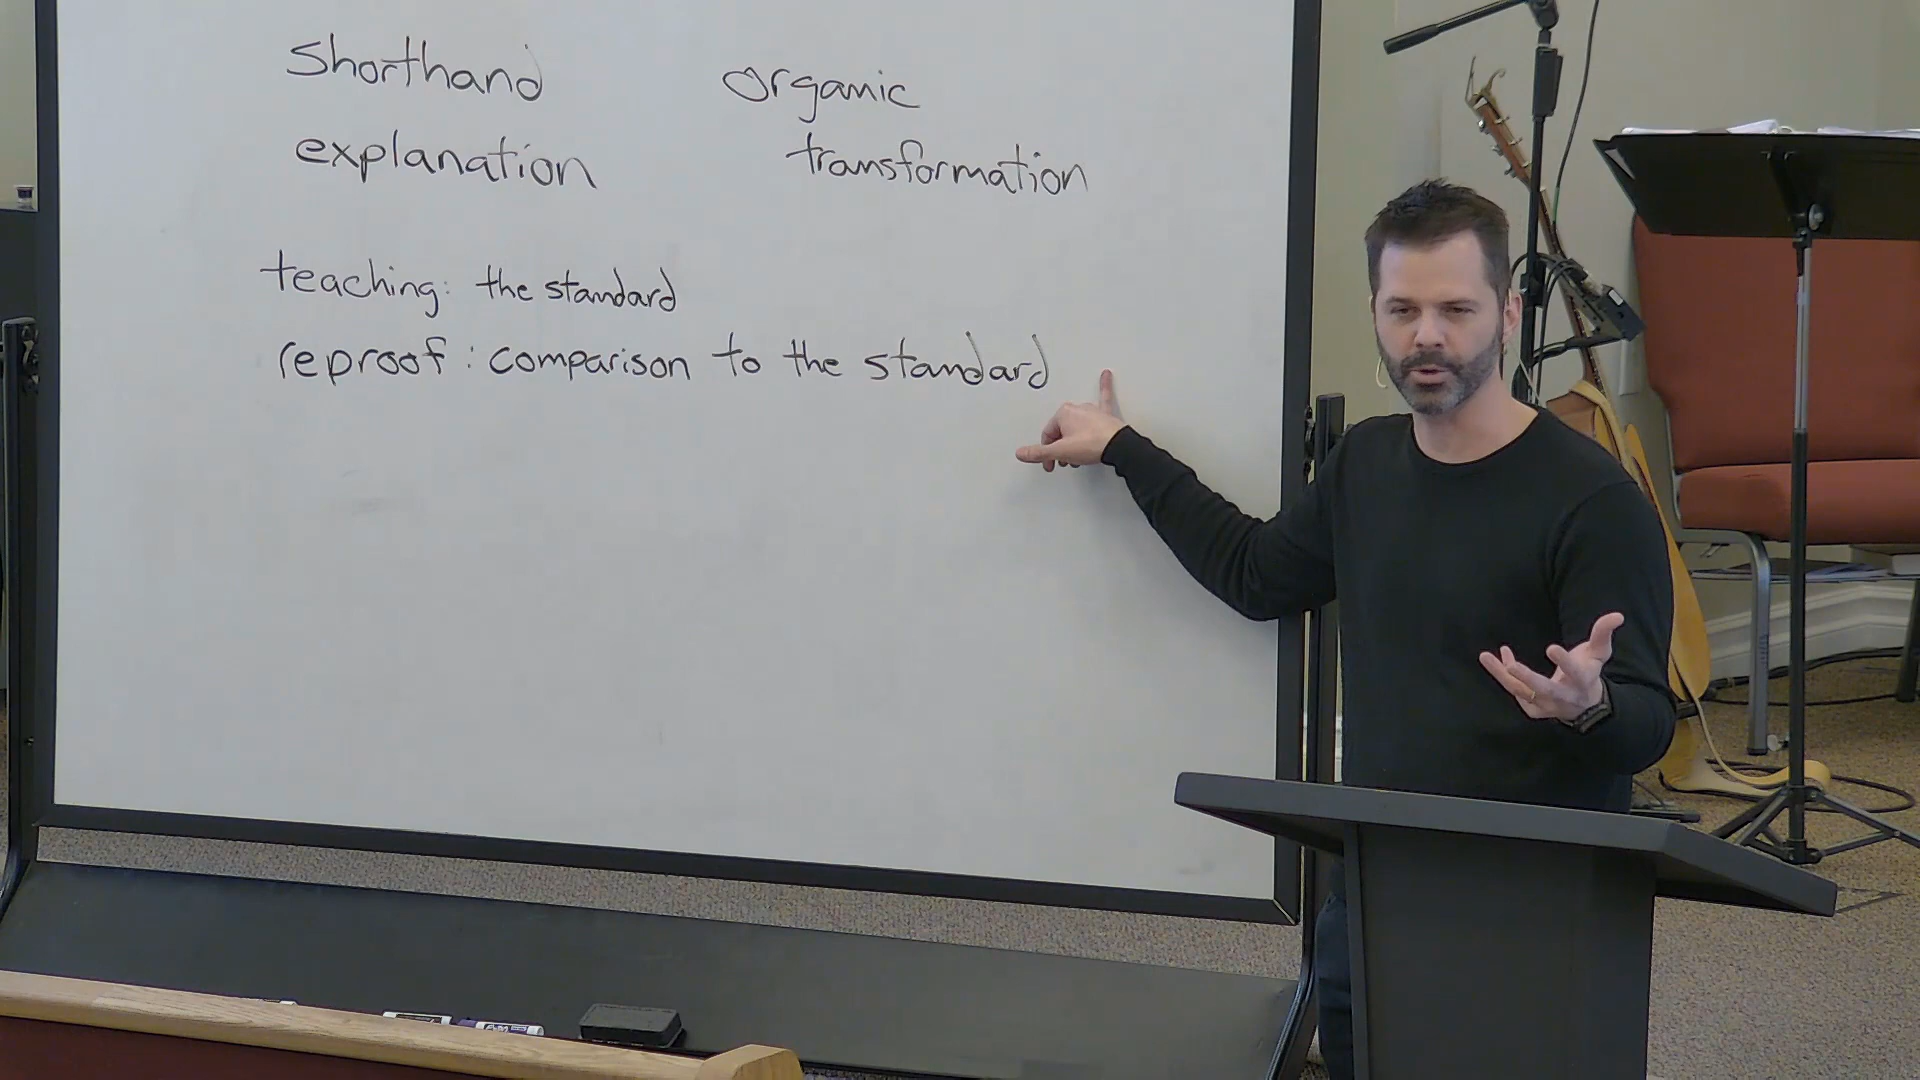 Shorthand
explanation
organic
transformation
teaching: the standard
reproof: comparison to the standard